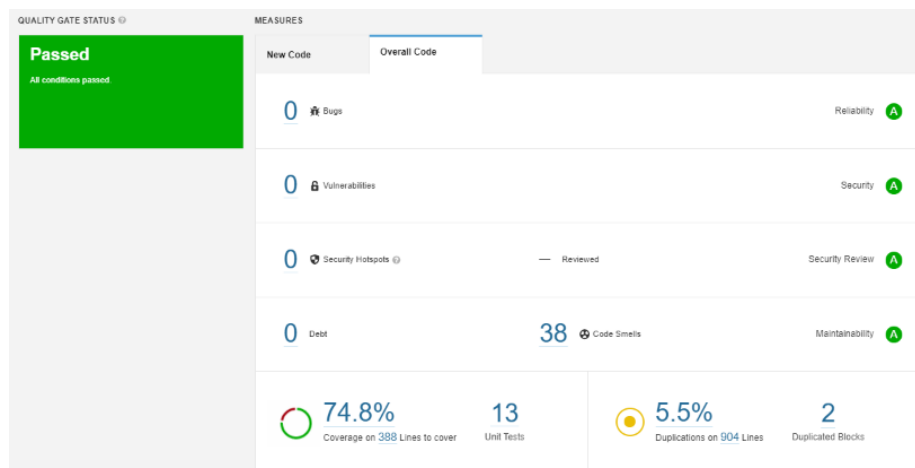 QUALITY GATE STATUS
MEASURES
Passed
All conditions passed.
New Code
Overall Code
0 Bugs
Reliability A
0 Vulnerabilities
Security A
0 Security Hotspots
— Reviewed
Security Review A
0 Debt
38 Code Smells
Maintainability A
74.8%
Coverage on 388 Lines to cover
13
Unit Tests
5.5%
Duplications on 904 Lines
2
Duplicated Blocks